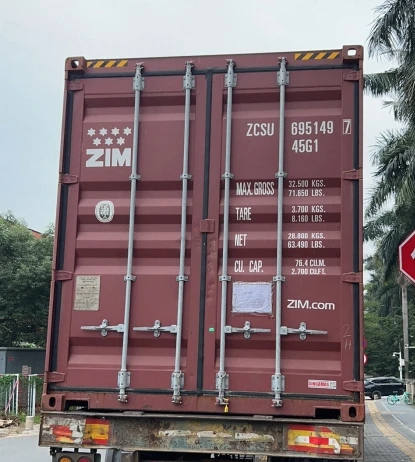 ZCSU 695149 7
45G1
ZIM
MAX. GROSS 32.500 KGS.
71.650 LBS.
TARE 3.700 KGS.
8.160 LBS.
NET 28.800 KGS.
63.490 LBS.
CU. CAP. 76.4 CU.M.
2.700 CU.FT.
ZIM.com